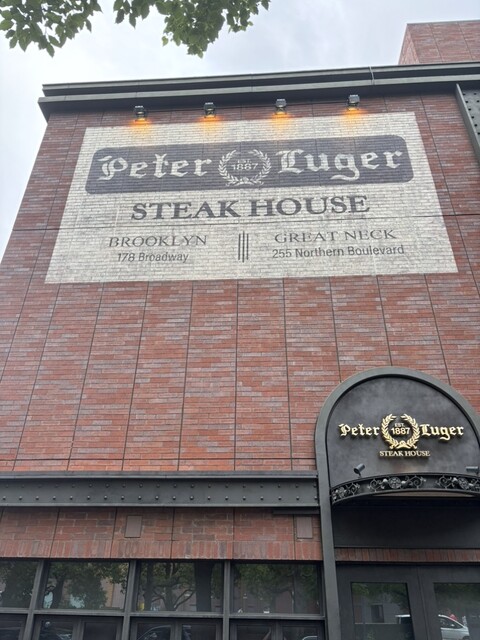 Peter EST. 1887 Luger
STEAK HOUSE
BROOKLYN GREAT NECK
178 Broadway 255 Northern Boulevard
Peter EST. 1887 Luger
STEAK HOUSE